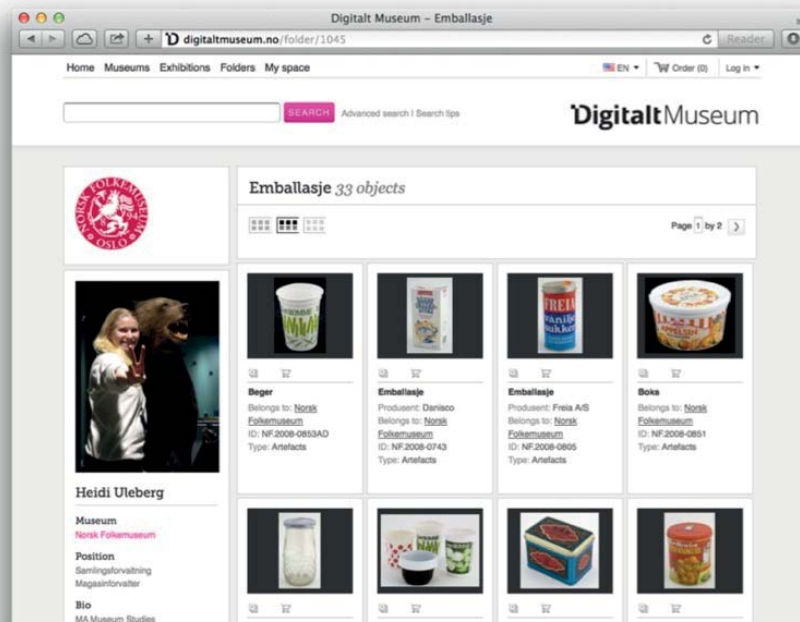 Digitalt Museum – Emballasje
digitaltmuseum.no/folder/1045
Reader
Home Museums Exhibitions Folders My space
EN Order (0) Log in
SEARCH Advanced search | Search tips
DigitaltMuseum
NORSK FOLKEMUSEUM
1894
OSLO
Emballasje 33 objects
Page 1 by 2
FREIA
vanilje
sukker
APPELSIN
Beger
Belongs to: Norsk
Folkemuseum
ID: NF.2008-0853AD
Type: Artefacts
Emballasje
Produsent: Danisco
Belongs to: Norsk
Folkemuseum
ID: NF.2008-0743
Type: Artefacts
Emballasje
Produsent: Freia A/S
Belongs to: Norsk
Folkemuseum
ID: NF.2008-0805
Type: Artefacts
Boks
Belongs to: Norsk
Folkemuseum
ID: NF.2008-0851
Type: Artefacts
Heidi Uleberg
Museum
Norsk Folkemuseum
Position
Samlingsforvaltning
Magasinforvalter
Bio
MA Museum Studies